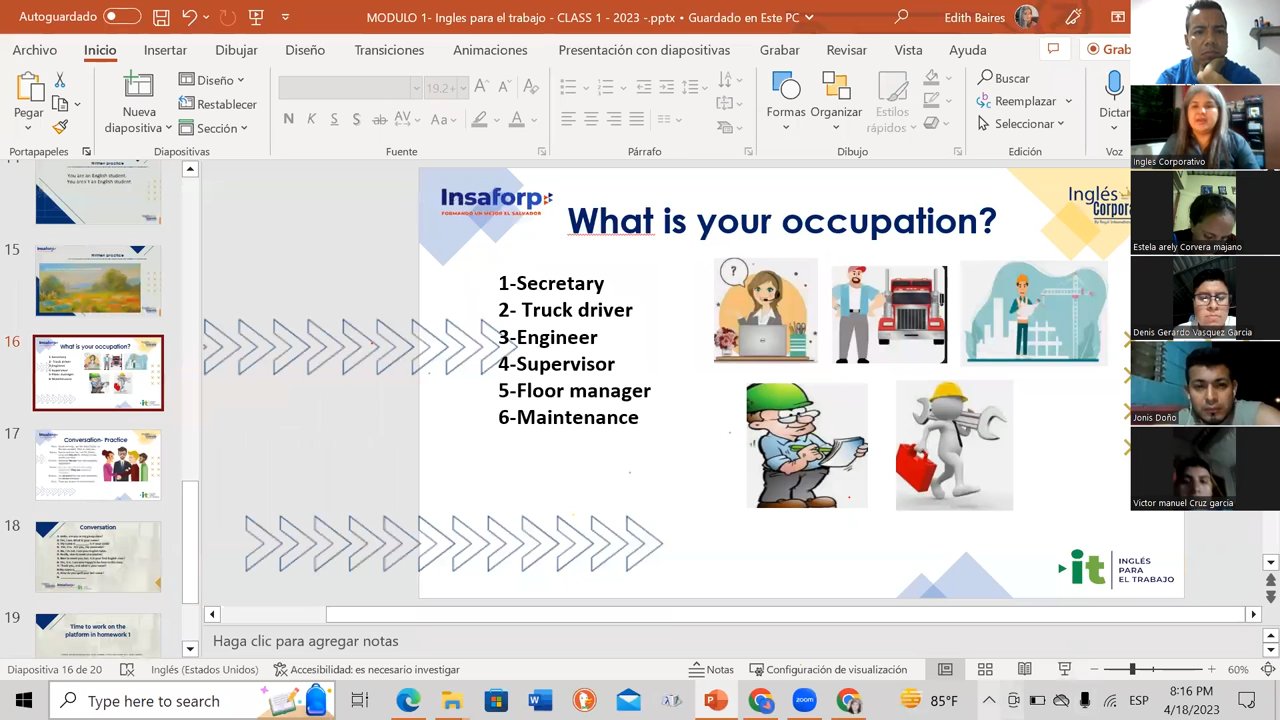 Autoguardado
MODULO 1- Ingles para el trabajo - CLASS 1 - 2023 -.pptx • Guardado en Este PC
Edith Baires
Archivo Inicio Insertar Dibujar Diseño Transiciones Animaciones Presentación con diapositivas Grabar Revisar Vista Ayuda
Pegar
Nueva diapositiva
Diseño
Restablecer
Sección
Formas
Organizar
Estilos rápidos
Buscar
Reemplazar
Seleccionar
Portapapeles Diapositivas Fuente Párrafo Dibujo Edición Voz
Ingles Corporativo
Estela arely Corvera majano
Denis Gerardo Vasquez Garcia
Jonis Doño
Victor manuel Cruz garcia
You are an English student.
15
16
What is your occupation?
17
Conversation- Practice
18
Conversation
19
Time to work on the
platform in homework 1
Insaforp
FORMANDO UN MEJOR EL SALVADOR
Inglés
What is your occupation?
1-Secretary
2- Truck driver
3-Engineer
4-Supervisor
5-Floor manager
6-Maintenance
?
it
INGLÉS
PARA
EL TRABAJO
Haga clic para agregar notas
Diapositiva 16 de 20
Inglés (Estados Unidos)
Accesibilidad: es necesario investigar
Notas
Configuración de visualización
60%
Type here to search
85°F
ESP
8:16 PM
4/18/2023